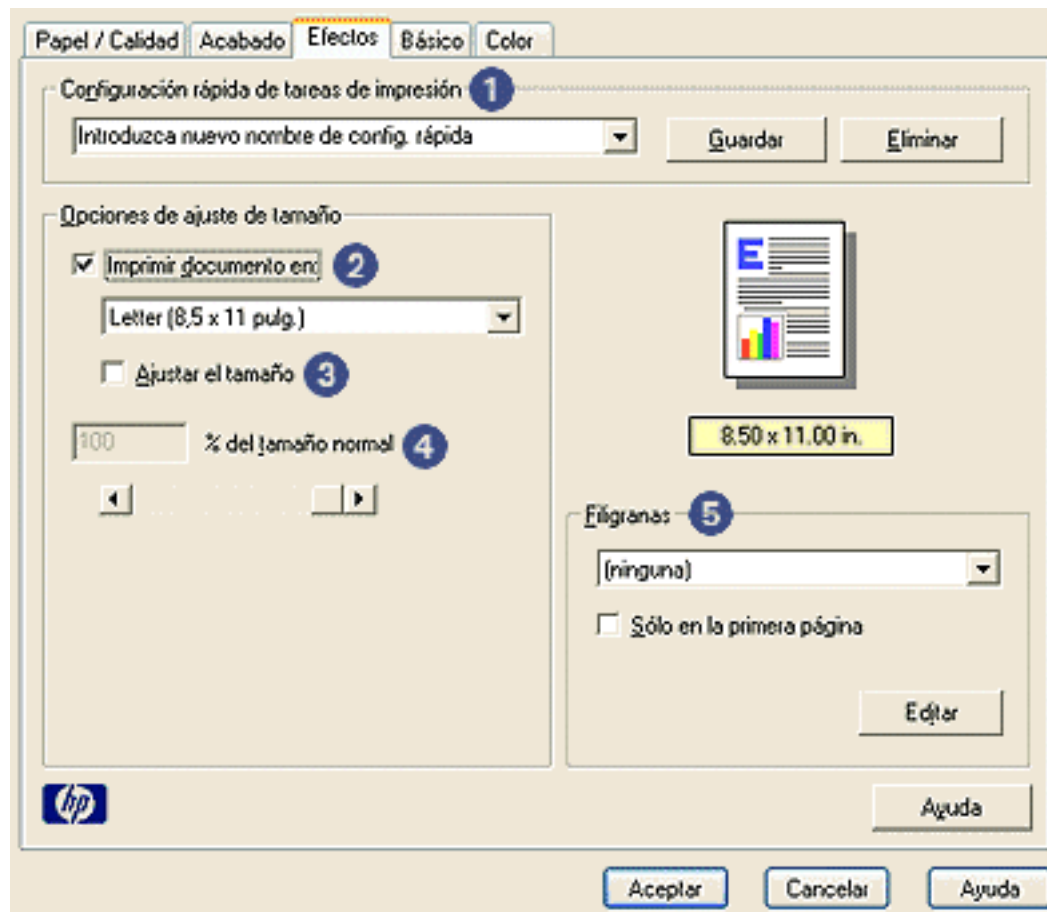 Papel / Calidad Acabado Efectos Básico Color
Configuración rápida de tareas de impresión 1
Introduzca nuevo nombre de config. rápida Guardar Eliminar
Opciones de ajuste de tamaño
Imprimir documento en: 2
Letter (8,5 x 11 pulg.)
Ajustar el tamaño 3
100 % del tamaño normal 4
E
8.50 x 11.00 in.
Filigranas 5
(ninguna)
Sólo en la primera página
Editar
hp Ayuda
Aceptar Cancelar Ayuda